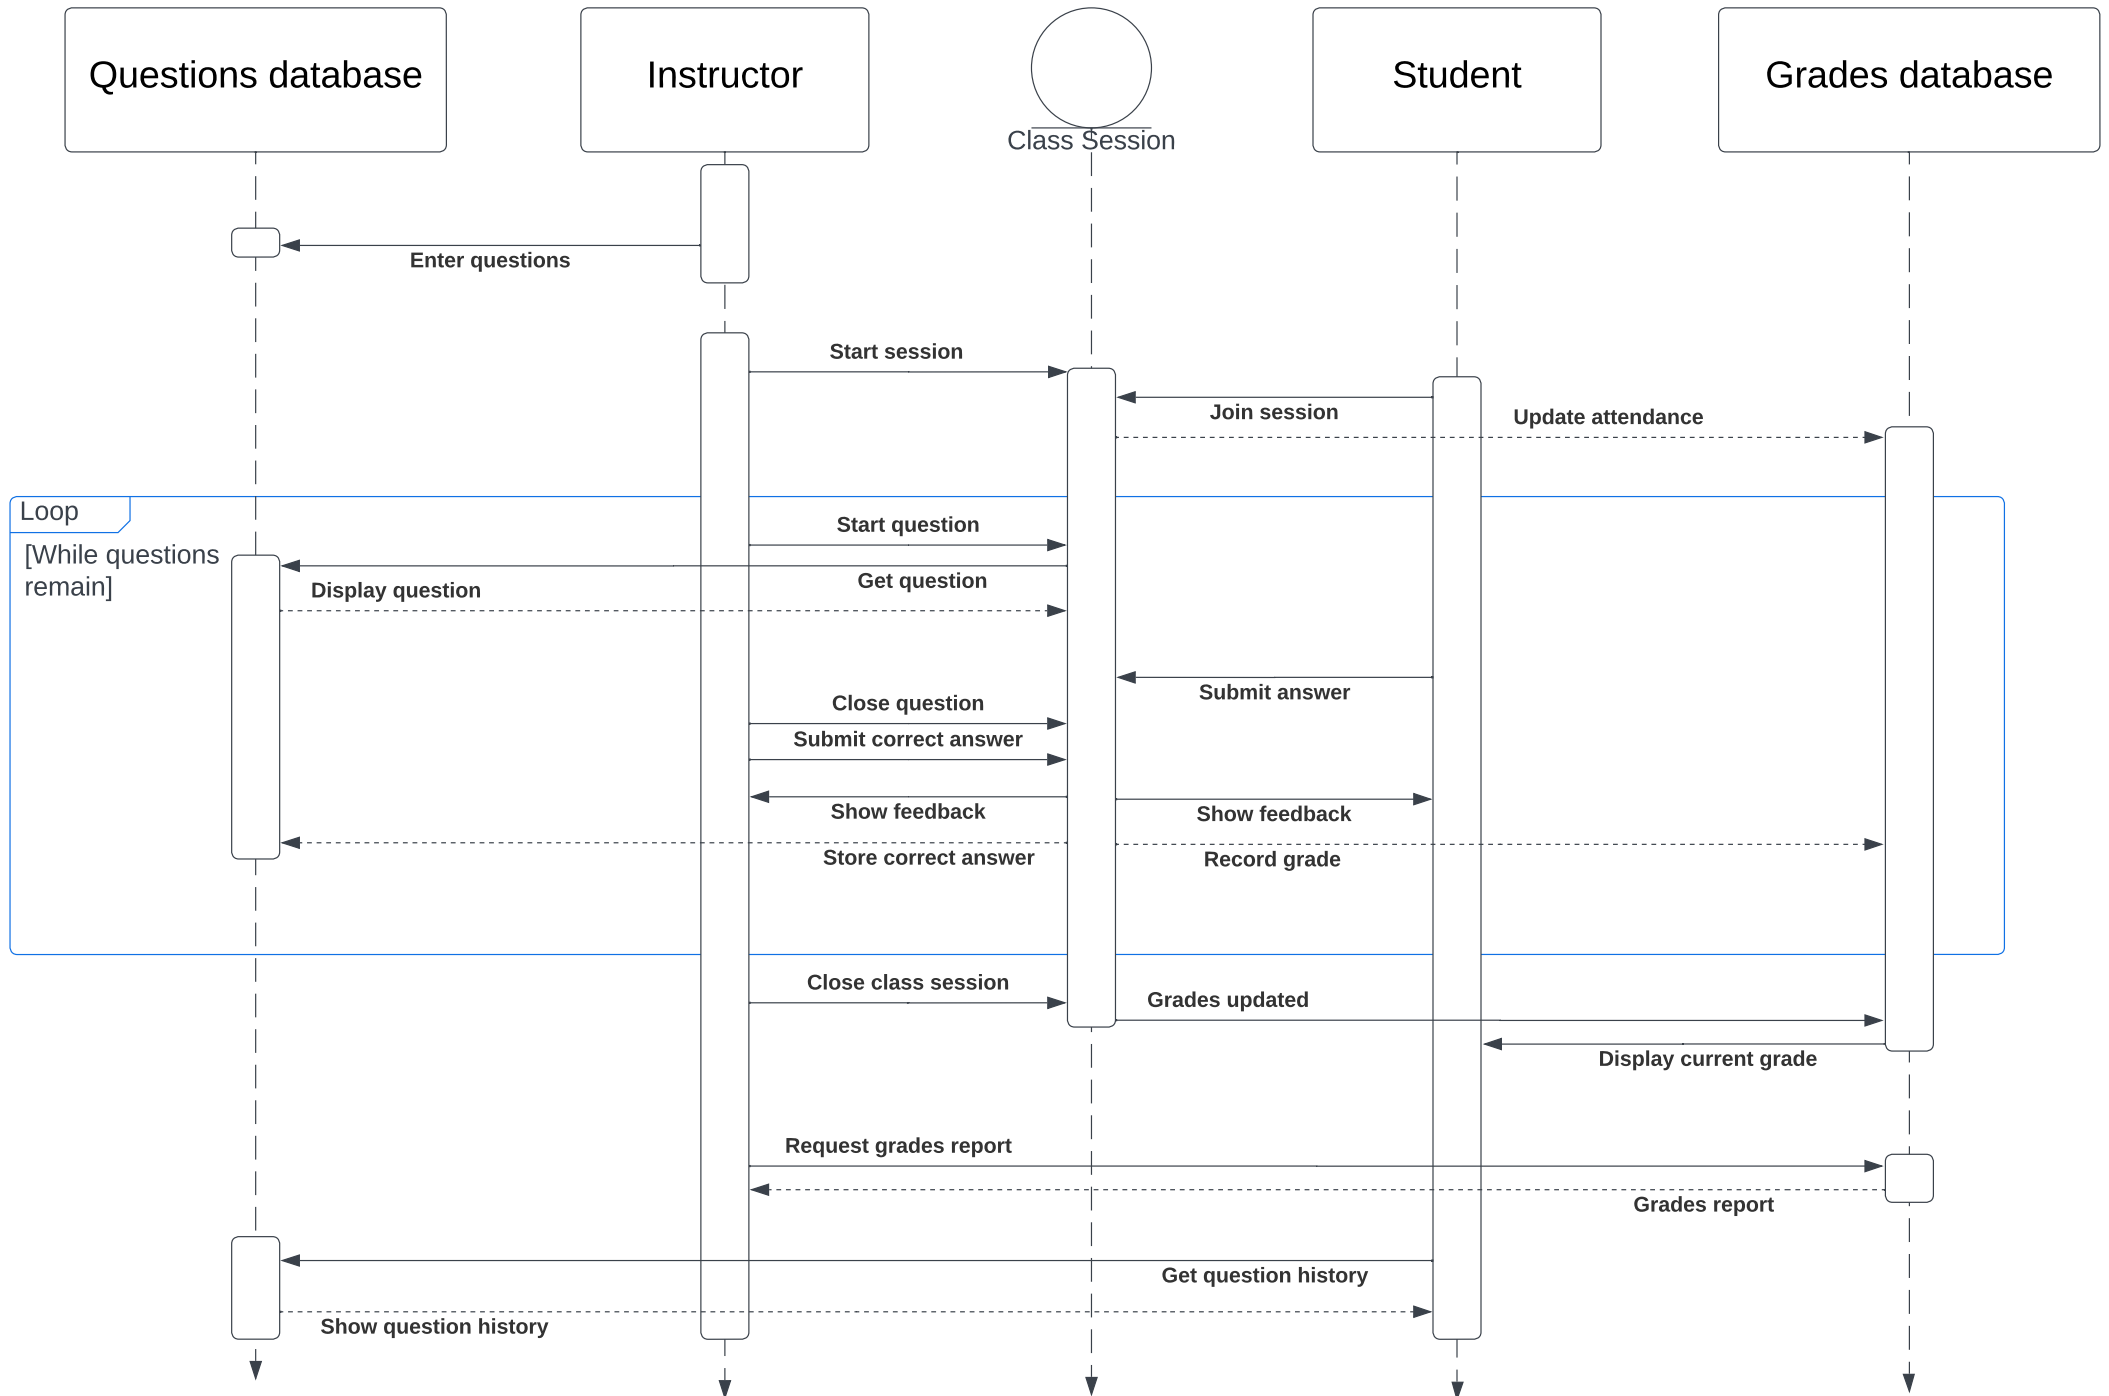 Questions database
Instructor
Class Session
Student
Grades database
Enter questions
Start session
Join session
Update attendance
Loop
[While questions
remain]
Start question
Get question
Display question
Submit answer
Close question
Submit correct answer
Show feedback
Show feedback
Store correct answer
Record grade
Close class session
Grades updated
Display current grade
Request grades report
Grades report
Get question history
Show question history